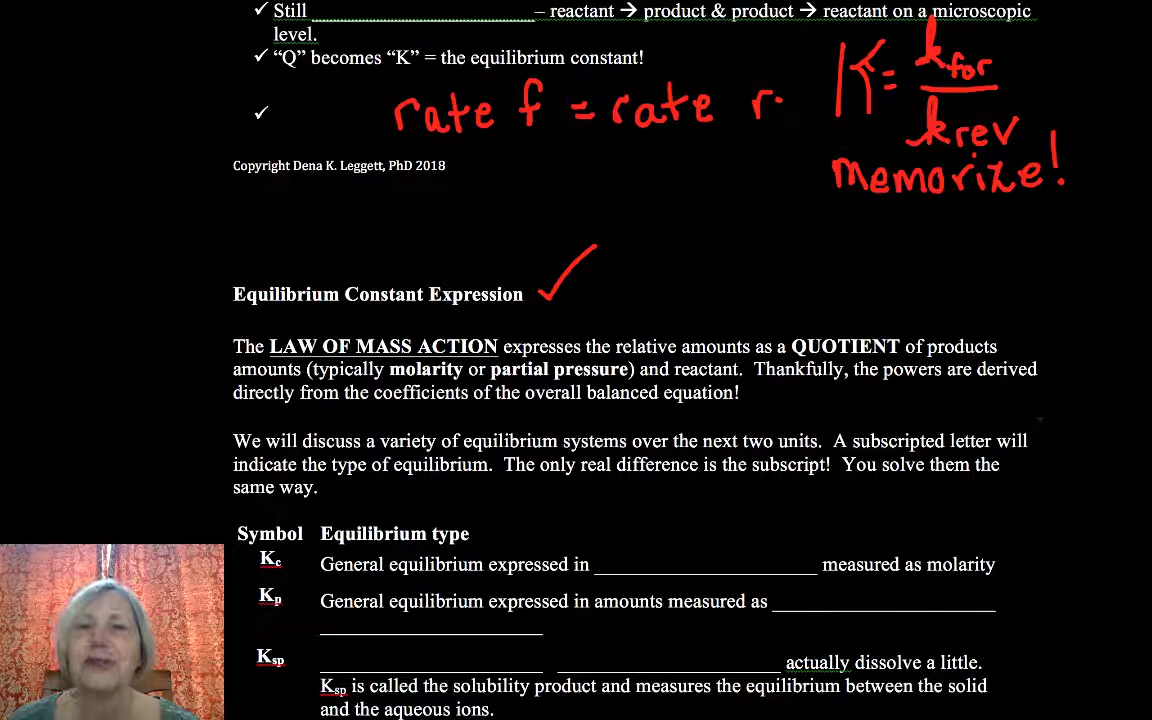 ✓ Still ______________________ – reactant → product & product → reactant on a microscopic
level.
✓ “Q” becomes “K” = the equilibrium constant!
✓ rate f = rate r
K = kfor
krev
memorize!
Copyright Dena K. Leggett, PhD 2018
Equilibrium Constant Expression ✓
The LAW OF MASS ACTION expresses the relative amounts as a QUOTIENT of products
amounts (typically molarity or partial pressure) and reactant. Thankfully, the powers are derived
directly from the coefficients of the overall balanced equation!
We will discuss a variety of equilibrium systems over the next two units. A subscripted letter will
indicate the type of equilibrium. The only real difference is the subscript! You solve them the
same way.
Symbol Equilibrium type
Kc General equilibrium expressed in ______________________ measured as molarity
Kp General equilibrium expressed in amounts measured as ______________________
______________________
Ksp ______________________ ______________________ actually dissolve a little.
Ksp is called the solubility product and measures the equilibrium between the solid
and the aqueous ions.